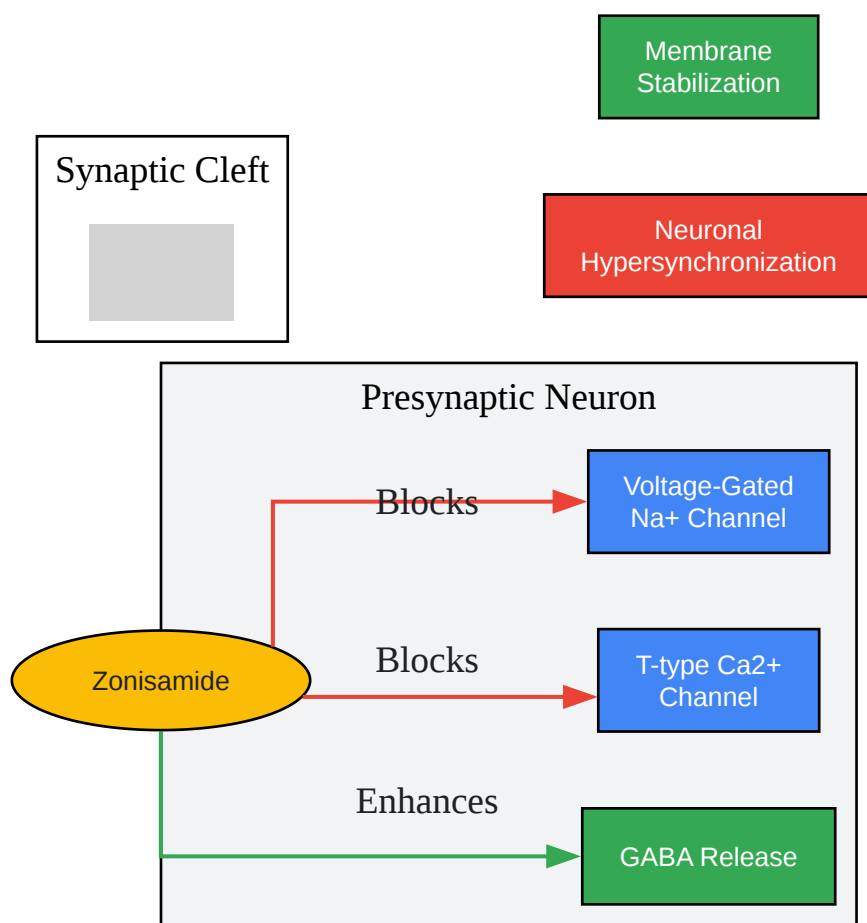 Membrane
Stabilization
Synaptic Cleft
Neuronal
Hypersynchronization
Presynaptic Neuron
Blocks
Voltage-Gated
Na+ Channel
Blocks
T-type Ca2+
Channel
Zonisamide
Enhances
GABA Release